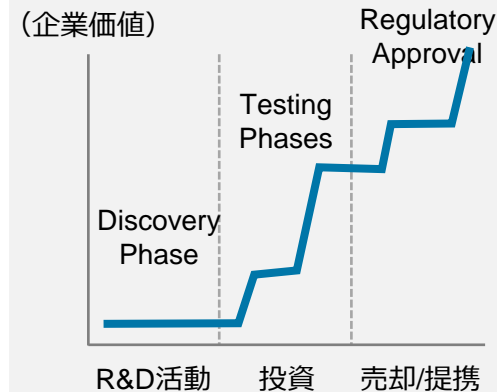 （企業価値）
Regulatory
Approval
Testing
Phases
Discovery
Phase
R&D活動
投資
売却/提携